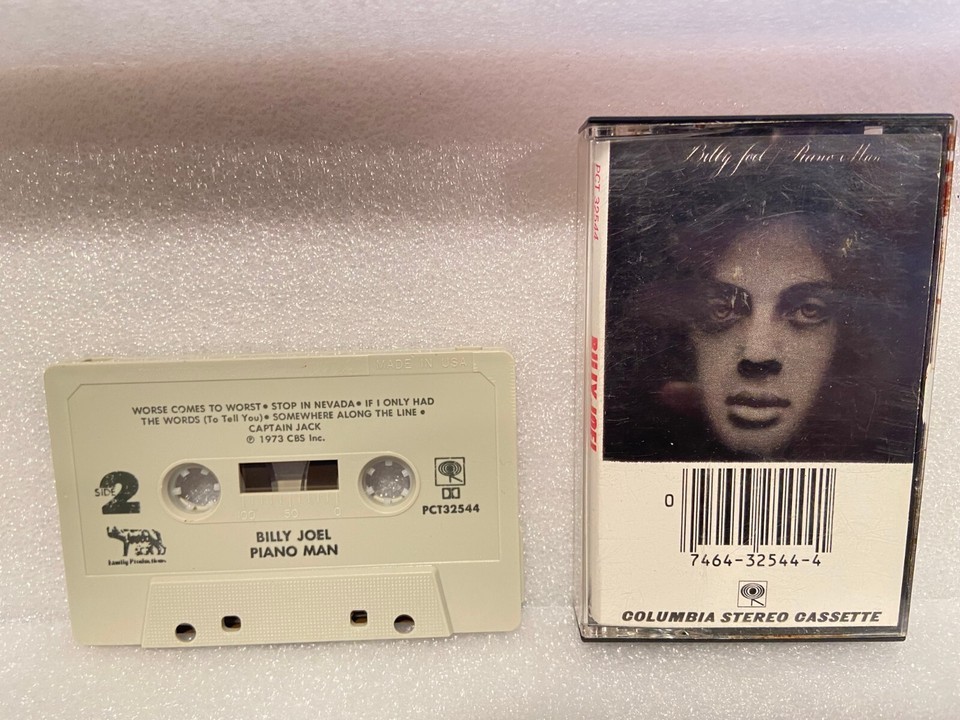 MADE IN USA
WORSE COMES TO WORST • STOP IN NEVADA • IF I ONLY HAD
THE WORDS (To Tell You) • SOMEWHERE ALONG THE LINE •
CAPTAIN JACK
℗ 1973 CBS Inc.
SIDE 2
Family Productions
PCT32544
BILLY JOEL
PIANO MAN
Billy Joel / Piano Man
PCT 32544
BILLY JOEL
0
7464-32544-4
COLUMBIA STEREO CASSETTE